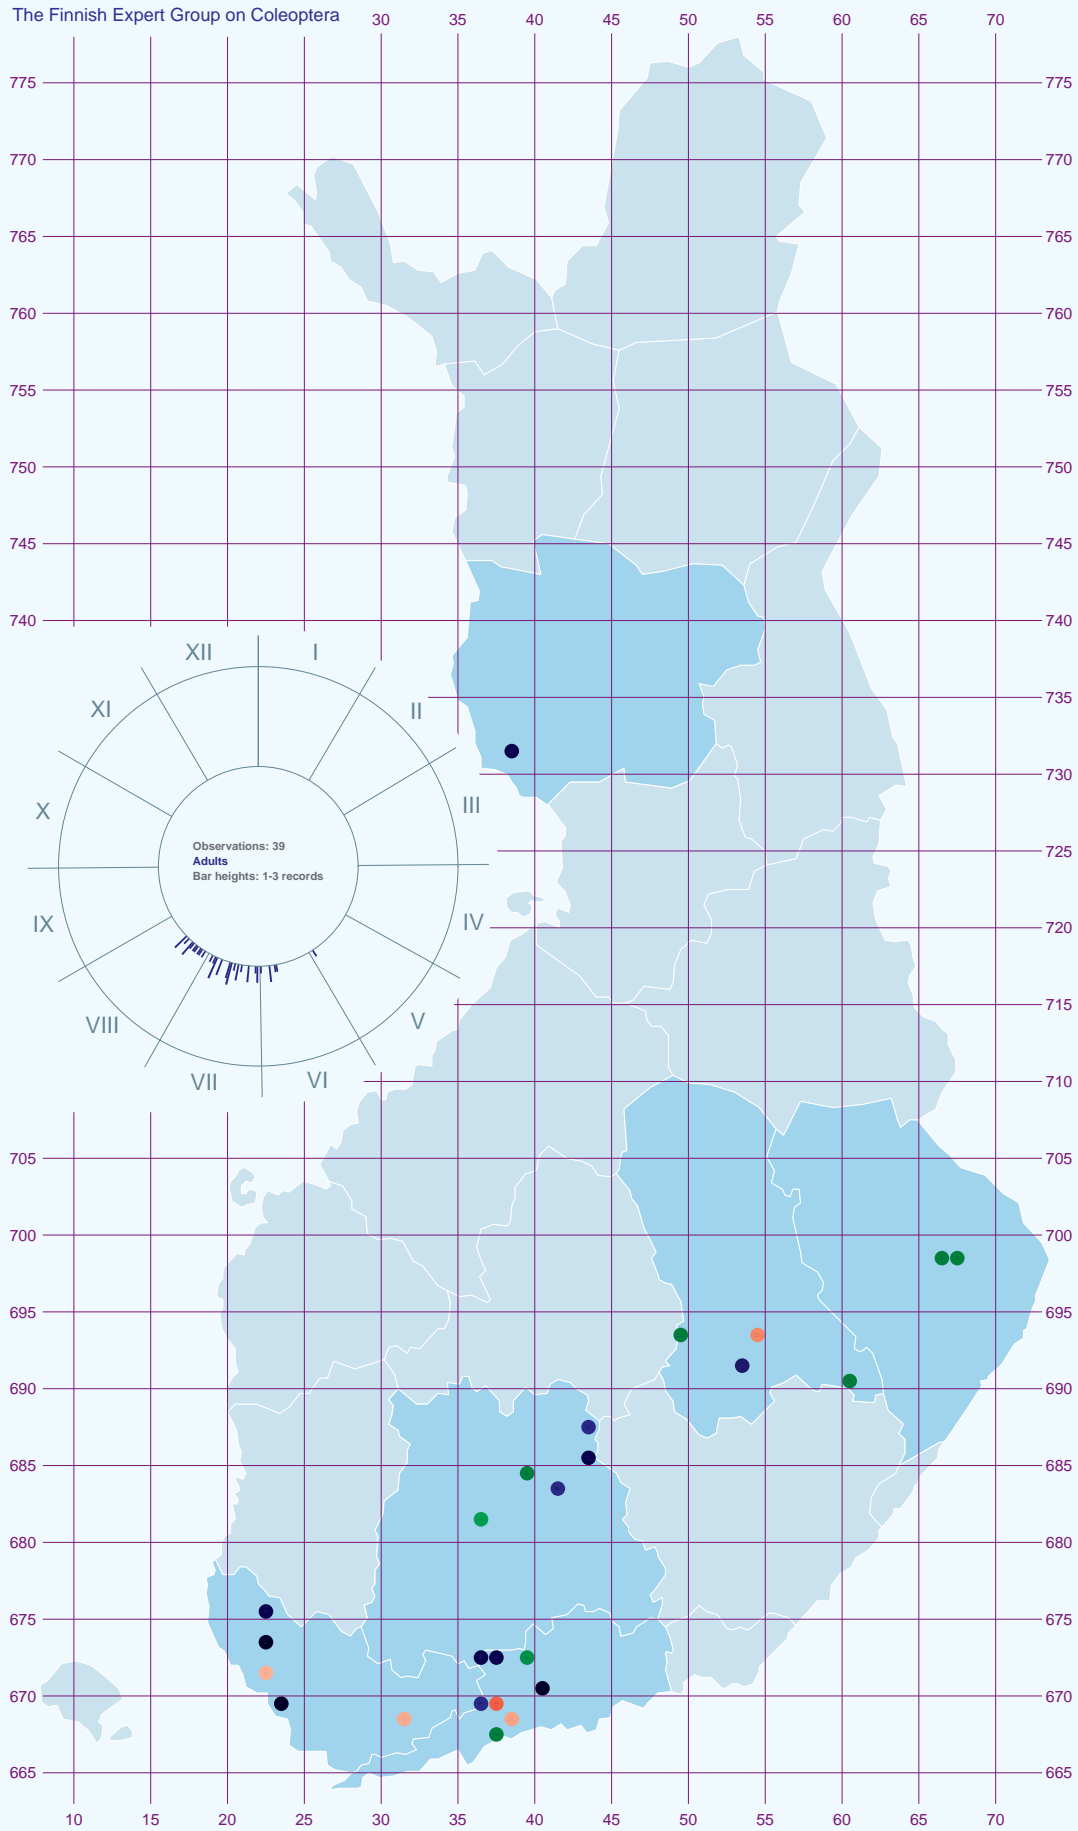 The Finnish Expert Group on Coleoptera
30 35 40 45 50 55 60 65 70
775 775
770 770
765 765
760 760
755 755
750 750
745 745
740 740
XII I
XI II
735
730
X III
Observations: 39
Adults
Bar heights: 1-3 records
725
IX IV
720
715
VIII V
VII VI
710
705 705
700 700
695 695
690 690
685 685
680 680
675 675
670 670
665 665
10 15 20 25 30 35 40 45 50 55 60 65 70